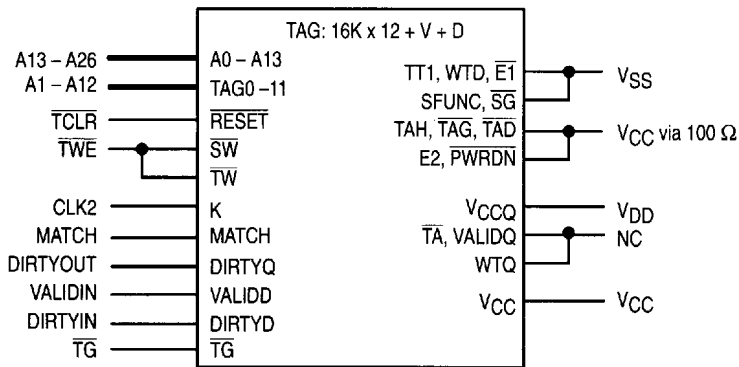 TAG: 16K x 12 + V + D
A13 – A26 A0 – A13
A1 – A12 TAG0 –11
TCLR RESET
TWE SW
TW
CLK2 K
MATCH MATCH
DIRTYOUT DIRTYQ
VALIDIN VALIDD
DIRTYIN DIRTYD
TG TG
TT1, WTD, E1 VSS
SFUNC, SG
TAH, TAG, TAD VCC via 100 Ω
E2, PWRDN
VCCQ VDD
TA, VALIDQ NC
WTQ
VCC VCC